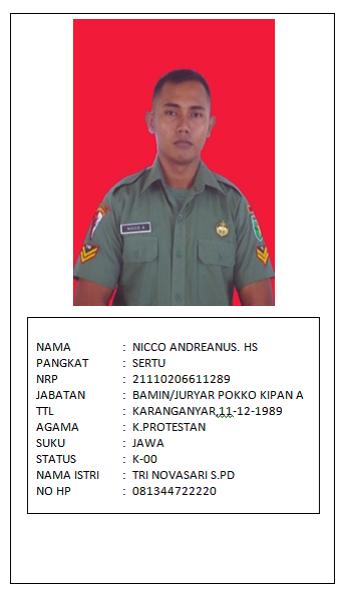 NICCO A
NAMA : NICCO ANDREANUS. HS
PANGKAT : SERTU
NRP : 21110206611289
JABATAN : BAMIN/JURYAR POKKO KIPAN A
TTL : KARANGANYAR,11-12-1989
AGAMA : K.PROTESTAN
SUKU : JAWA
STATUS : K-00
NAMA ISTRI : TRI NOVASARI S.PD
NO HP : 081344722220